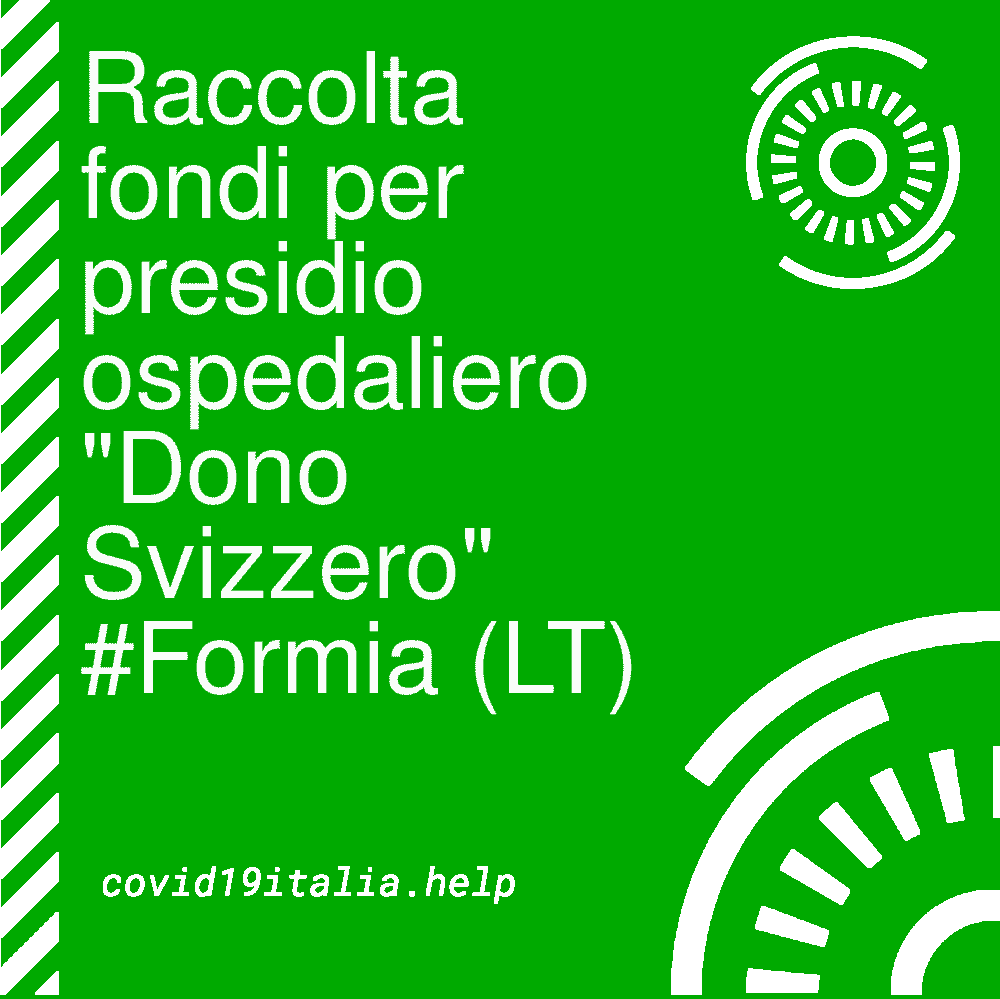 Raccolta
fondi per
presidio
ospedaliero
"Dono
Svizzero"
#Formia (LT)
covid19italia.help